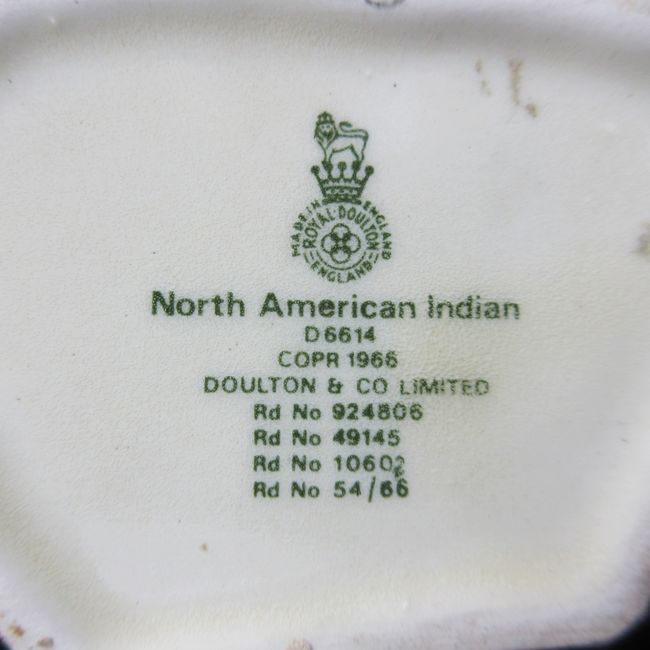 MADE IN ENGLAND
ROYAL DOULTON
ENGLAND
North American Indian
D6614
COPR 1966
DOULTON & CO LIMITED
Rd No 924806
Rd No 49145
Rd No 10602
Rd No 54/66